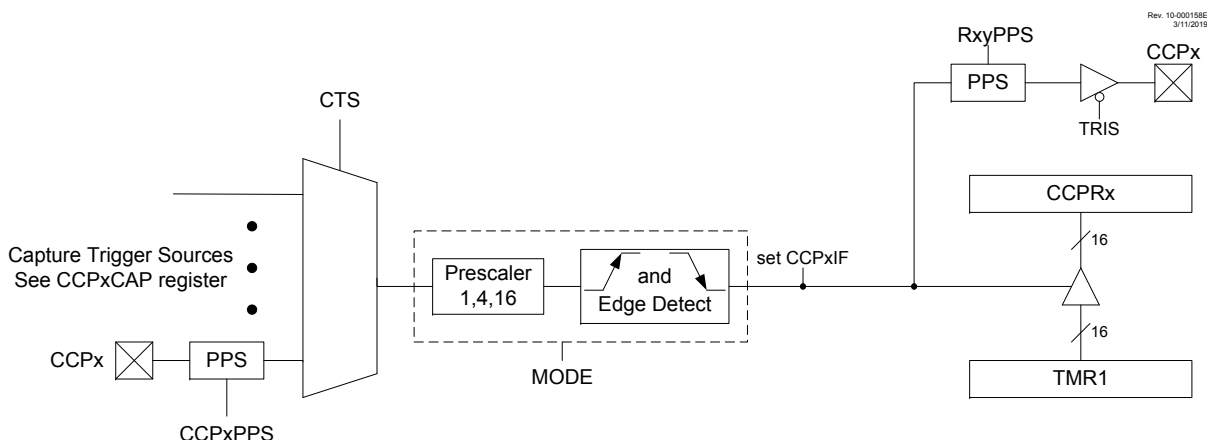 Rev. 10-000158E
3/11/2019
RxyPPS
CCPx
PPS
TRIS
CTS
CCPRx
16
Capture Trigger Sources
See CCPxCAP register
Prescaler
1,4,16
and
Edge Detect
set CCPxIF
16
CCPx
PPS
MODE
TMR1
CCPxPPS